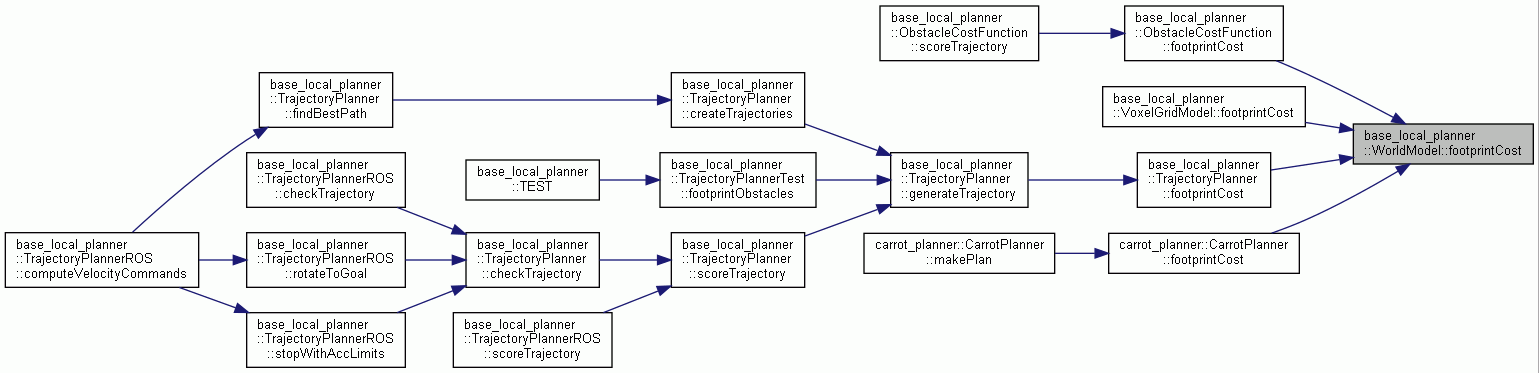 base_local_planner
::ObstacleCostFunction
::scoreTrajectory
base_local_planner
::ObstacleCostFunction
::footprintCost
base_local_planner
::TrajectoryPlanner
::findBestPath
base_local_planner
::TrajectoryPlanner
::createTrajectories
base_local_planner
::VoxelGridModel::footprintCost
base_local_planner
::WorldModel::footprintCost
base_local_planner
::TrajectoryPlannerROS
::checkTrajectory
base_local_planner
::TEST
base_local_planner
::TrajectoryPlannerTest
::footprintObstacles
base_local_planner
::TrajectoryPlanner
::generateTrajectory
base_local_planner
::TrajectoryPlanner
::footprintCost
base_local_planner
::TrajectoryPlannerROS
::computeVelocityCommands
base_local_planner
::TrajectoryPlannerROS
::rotateToGoal
base_local_planner
::TrajectoryPlanner
::checkTrajectory
base_local_planner
::TrajectoryPlanner
::scoreTrajectory
carrot_planner::CarrotPlanner
::makePlan
carrot_planner::CarrotPlanner
::footprintCost
base_local_planner
::TrajectoryPlannerROS
::stopWithAccLimits
base_local_planner
::TrajectoryPlannerROS
::scoreTrajectory